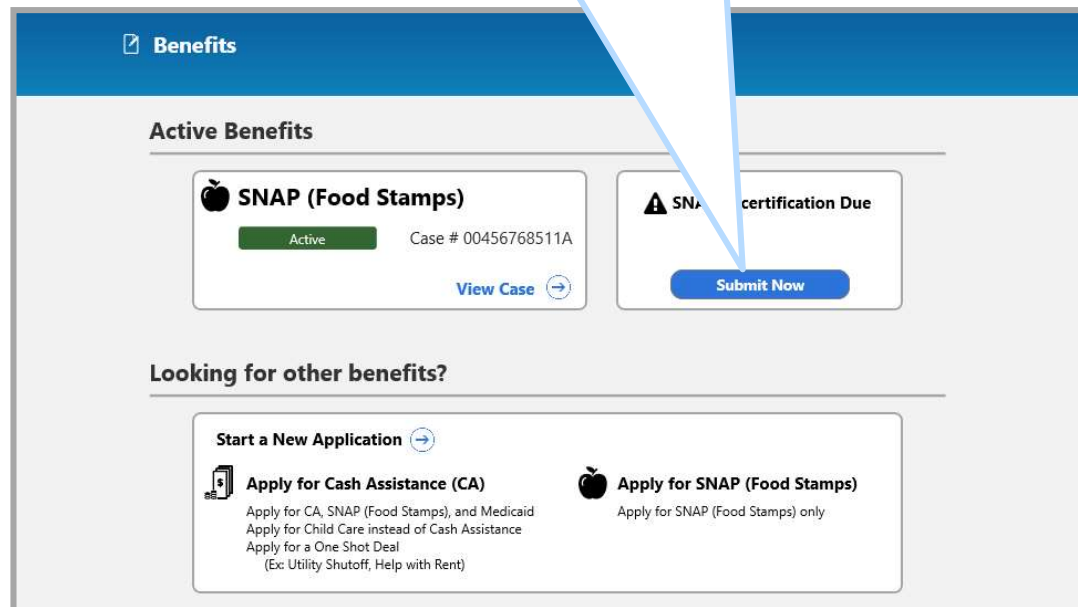 Benefits
Active Benefits
SNAP (Food Stamps)
Active Case # 00456768511A
View Case
certification Due
Submit Now
Looking for other benefits?
Start a New Application
Apply for Cash Assistance (CA)
Apply for CA, SNAP (Food Stamps), and Medicaid
Apply for Child Care instead of Cash Assistance
Apply for a One Shot Deal
(Ex: Utility Shutoff, Help with Rent)
Apply for SNAP (Food Stamps)
Apply for SNAP (Food Stamps) only